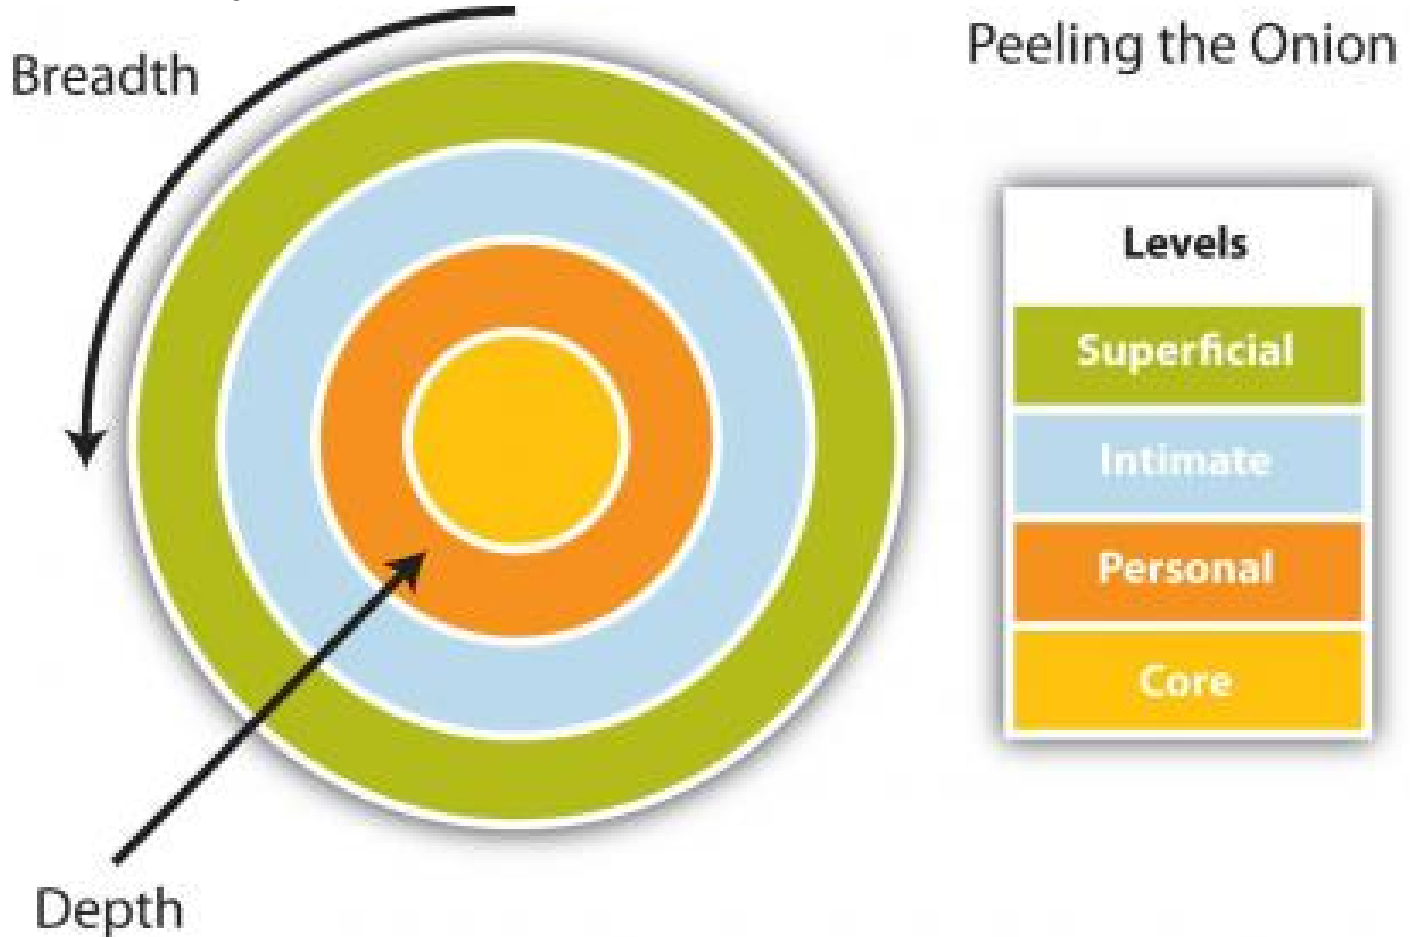 Breadth
Peeling the Onion
Levels
Superficial
Intimate
Personal
Core
Depth